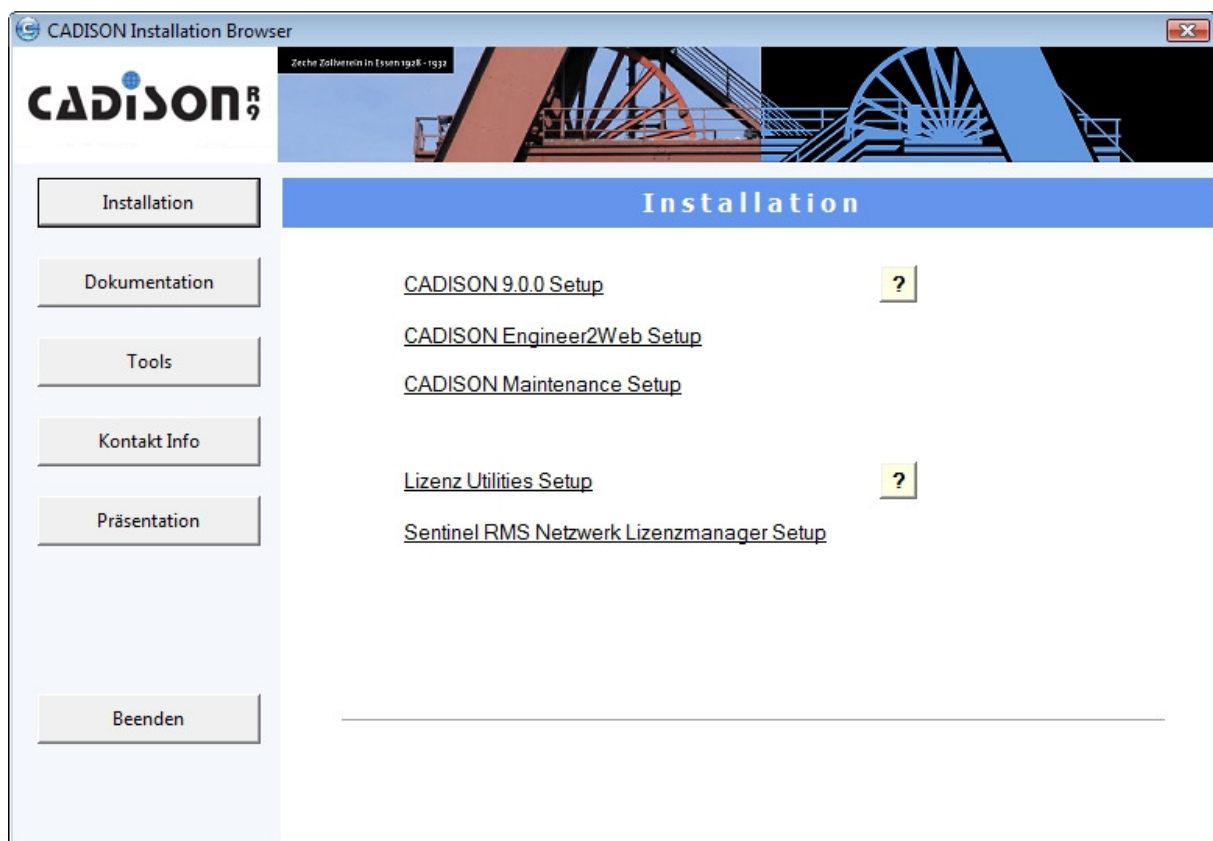 CADISON Installation Browser
Zeche Zollverein in Essen 1928 - 1932
CADISON R9
Installation
Installation
Dokumentation
CADISON 9.0.0 Setup
?
CADISON Engineer2Web Setup
Tools
CADISON Maintenance Setup
Kontakt Info
Lizenz Utilities Setup
?
Präsentation
Sentinel RMS Netzwerk Lizenzmanager Setup
Beenden